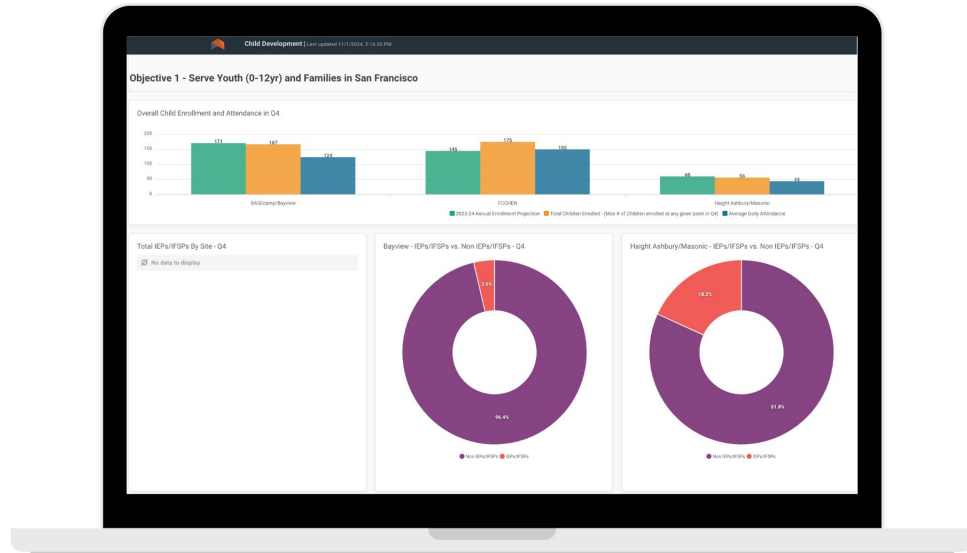 Child Development | Last updated 11/1/2024, 2:16:36 PM
Objective 1 - Serve Youth (0-12yr) and Families in San Francisco
Overall Child Enrollment and Attendance in Q4
200
150
100
50
0
171
167
124
145
175
150
60
56
44
BASEcamp/Bayview
FCCHEN
Haight Ashbury/Masonic
2023-24 Annual Enrollment Projection
Total Children Enrolled - (Max # of Children enrolled at any given point in Q4)
Average Daily Attendance
Total IEPs/IFSPs By Site - Q4
No data to display
Bayview - IEPs/IFSPs vs. Non IEPs/IFSPs - Q4
3.6%
96.4%
Non IEPs/IFSPs
IEPs/IFSPs
Haight Ashbury/Masonic - IEPs/IFSPs vs. Non IEPs/IFSPs - Q4
18.2%
81.8%
Non IEPs/IFSPs
IEPs/IFSPs